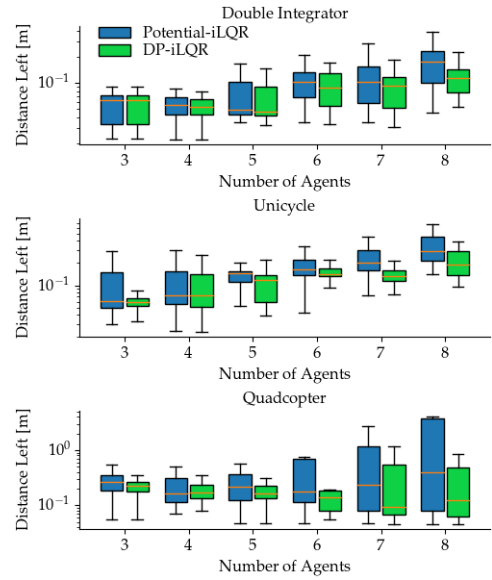 Double Integrator
Potential-iLQR
DP-iLQR
Distance Left [m]
10⁻¹
3 4 5 6 7 8
Number of Agents
Unicycle
Distance Left [m]
10⁻¹
3 4 5 6 7 8
Number of Agents
Quadcopter
Distance Left [m]
10⁰
10⁻¹
3 4 5 6 7 8
Number of Agents